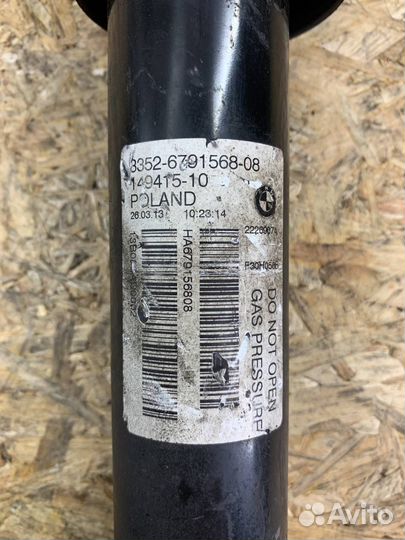 3352-6791568-08
149415-10
POLAND
26.03.13 10:23:14
HA679156808
DO NOT OPEN
GAS PRESSURE
Avito